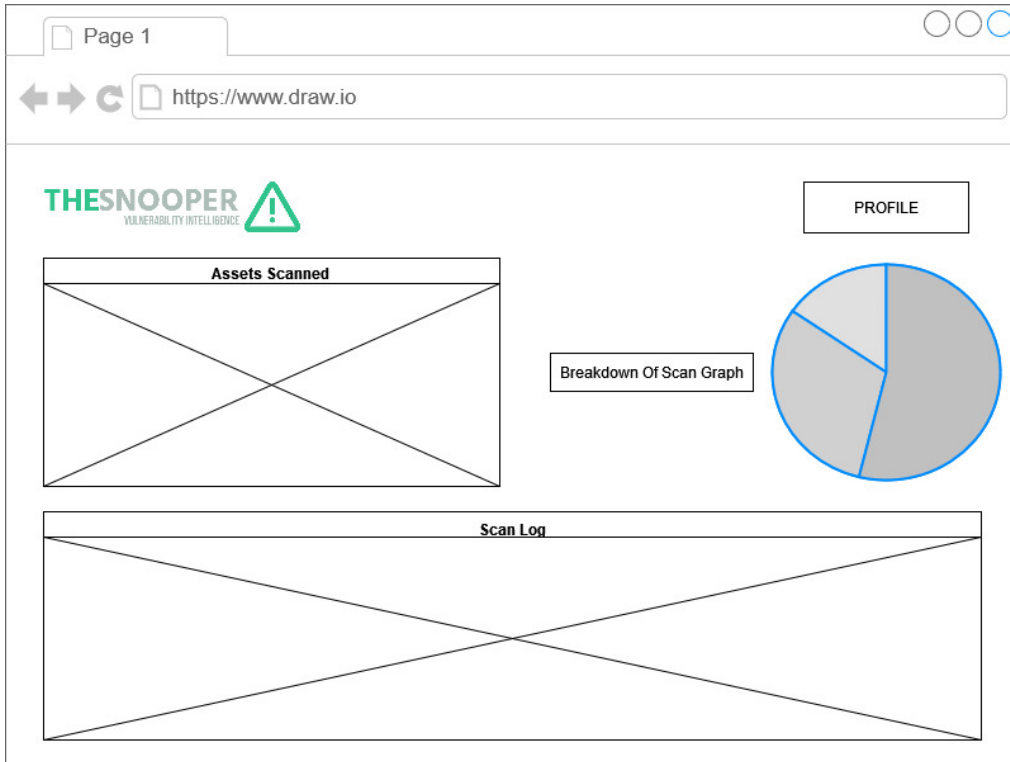 Page 1
https://www.draw.io
THESNOOPER
VULNERABILITY INTELLIGENCE
PROFILE
Assets Scanned
Breakdown Of Scan Graph
Scan Log